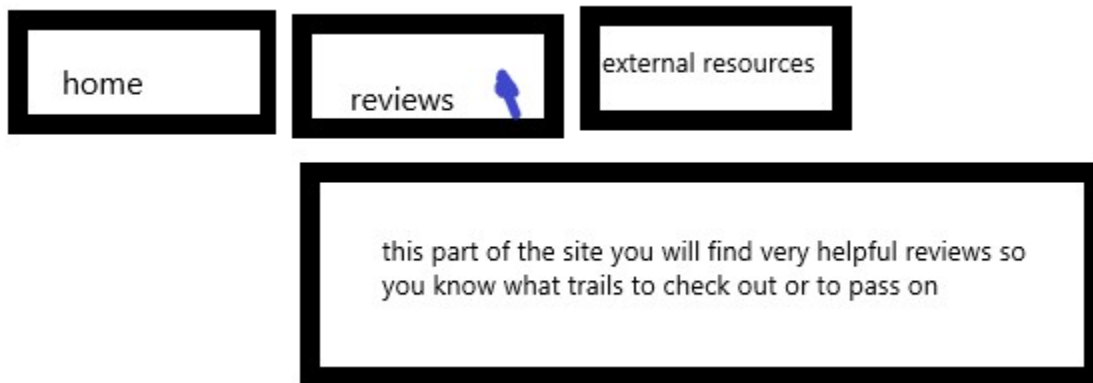 home
reviews
external resources
this part of the site you will find very helpful reviews so
you know what trails to check out or to pass on